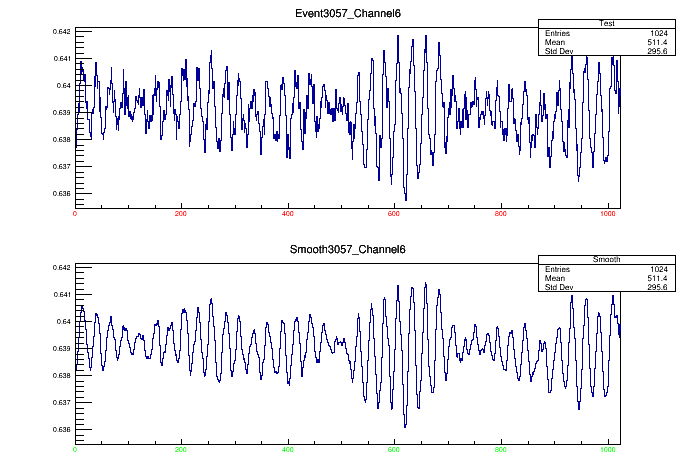 Event3057_Channel6
Test
Entries 1024
Mean 511.4
Std Dev 295.6
0.642
0.641
0.64
0.639
0.638
0.637
0.636
0 200 400 600 800 1000
Smooth3057_Channel6
Smooth
Entries 1024
Mean 511.4
Std Dev 295.6
0.642
0.641
0.64
0.639
0.638
0.637
0.636
0 200 400 600 800 1000